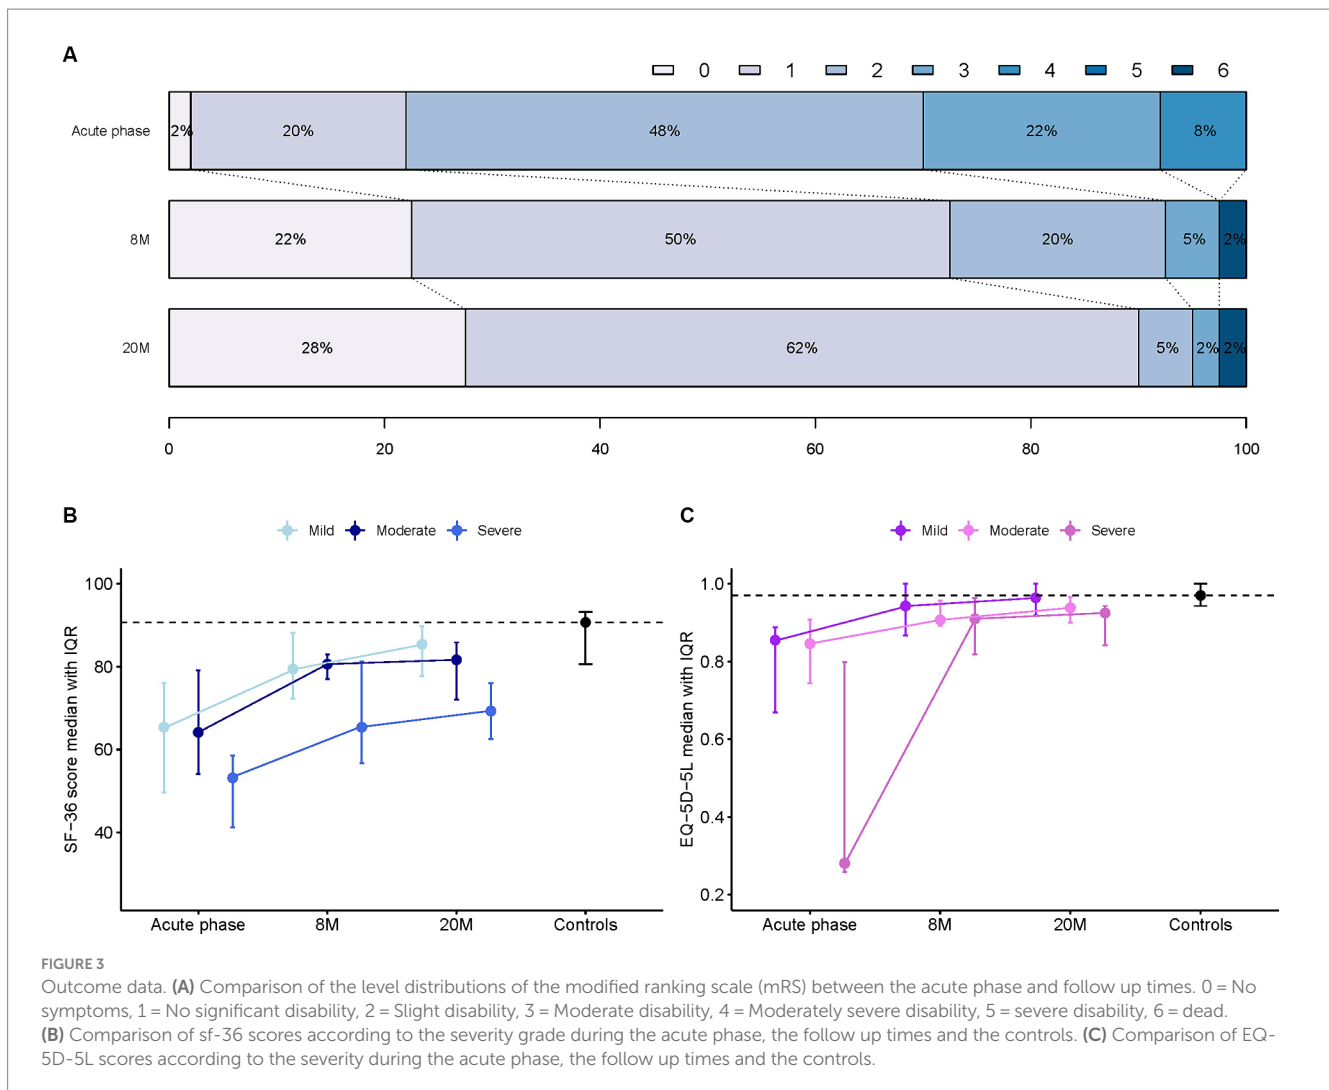 A
0 1 2 3 4 5 6
Acute phase 2% 20% 48% 22% 8%
8M 22% 50% 20% 5% 2%
20M 28% 62% 5% 2% 2%
0 20 40 60 80 100
B
Mild Moderate Severe
SF-36 score median with IQR
100
80
60
40
Acute phase 8M 20M Controls
C
Mild Moderate Severe
EQ-5D-5L median with IQR
1.0
0.8
0.6
0.4
0.2
Acute phase 8M 20M Controls
FIGURE 3
Outcome data. (A) Comparison of the level distributions of the modified ranking scale (mRS) between the acute phase and follow up times. 0 = No
symptoms, 1 = No significant disability, 2 = Slight disability, 3 = Moderate disability, 4 = Moderately severe disability, 5 = severe disability, 6 = dead.
(B) Comparison of sf-36 scores according to the severity grade during the acute phase, the follow up times and the controls. (C) Comparison of EQ-
5D-5L scores according to the severity during the acute phase, the follow up times and the controls.